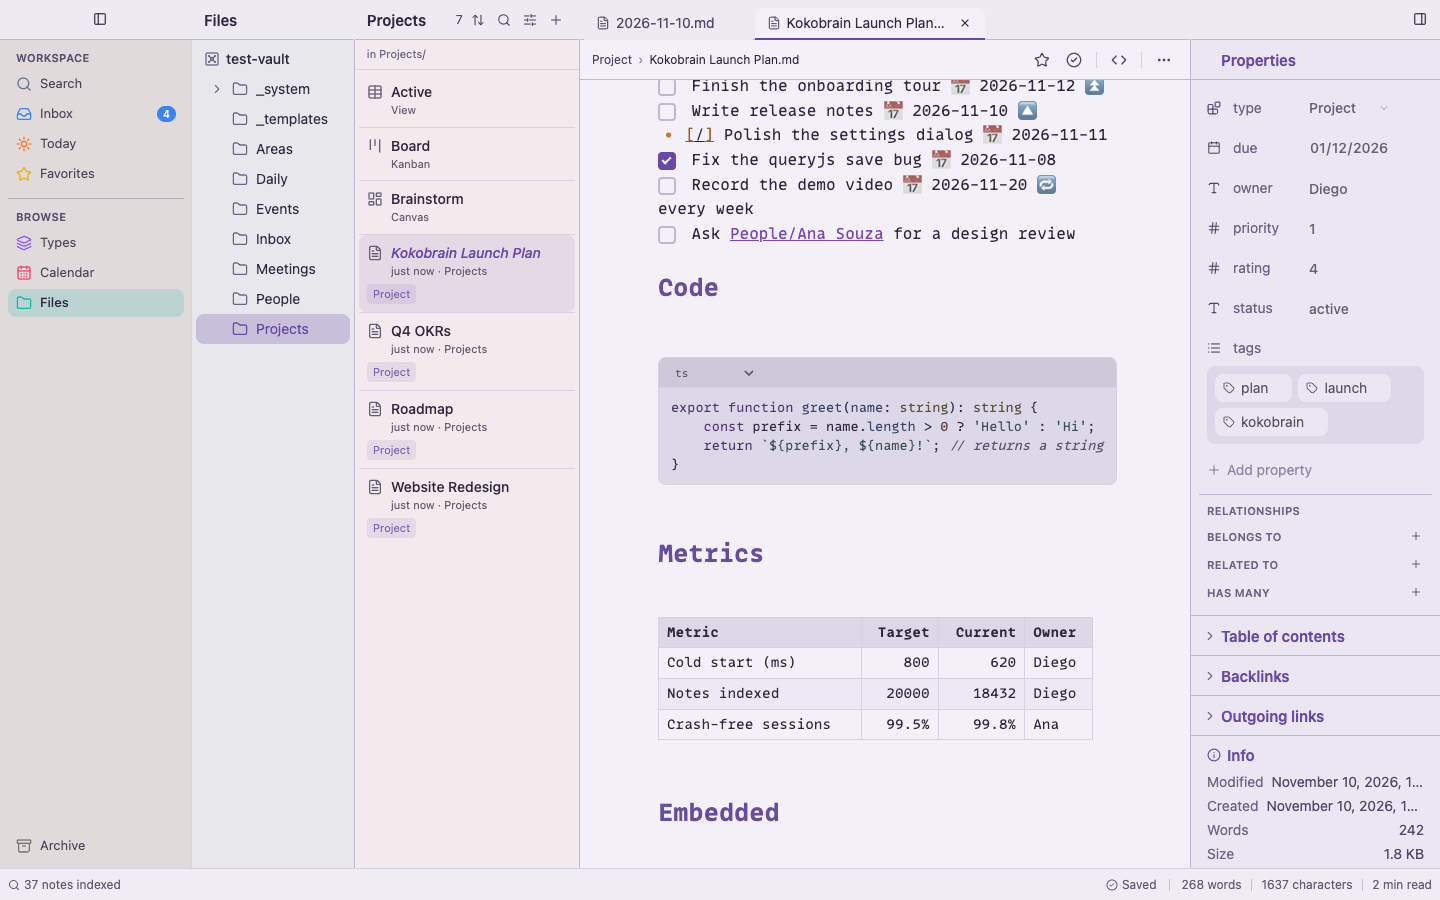 Files
Projects
7
2026-11-10.md
Kokobrain Launch Plan...
WORKSPACE
Search
Inbox
4
Today
Favorites
BROWSE
Types
Calendar
Files
Archive
test-vault
_system
_templates
Areas
Daily
Events
Inbox
Meetings
People
Projects
in Projects/
Active
View
Board
Kanban
Brainstorm
Canvas
Kokobrain Launch Plan
just now · Projects
Project
Q4 OKRs
just now · Projects
Project
Roadmap
just now · Projects
Project
Website Redesign
just now · Projects
Project
Project › Kokobrain Launch Plan.md
Finish the onboarding tour 📅 2026-11-12 ⏫
Write release notes 📅 2026-11-10 🔼
[/] Polish the settings dialog 📅 2026-11-11
Fix the queryjs save bug 📅 2026-11-08
Record the demo video 📅 2026-11-20 🔁
every week
Ask People/Ana Souza for a design review
Code
ts
export function greet(name: string): string {
const prefix = name.length > 0 ? 'Hello' : 'Hi';
return `${prefix}, ${name}!`; // returns a string
}
Metrics
Metric Target Current Owner
Cold start (ms) 800 620 Diego
Notes indexed 20000 18432 Diego
Crash-free sessions 99.5% 99.8% Ana
Embedded
Properties
type Project
due 01/12/2026
owner Diego
priority 1
rating 4
status active
tags
plan
launch
kokobrain
Add property
RELATIONSHIPS
BELONGS TO
RELATED TO
HAS MANY
Table of contents
Backlinks
Outgoing links
Info
Modified November 10, 2026, 1...
Created November 10, 2026, 1...
Words 242
Size 1.8 KB
37 notes indexed
Saved
268 words
1637 characters
2 min read